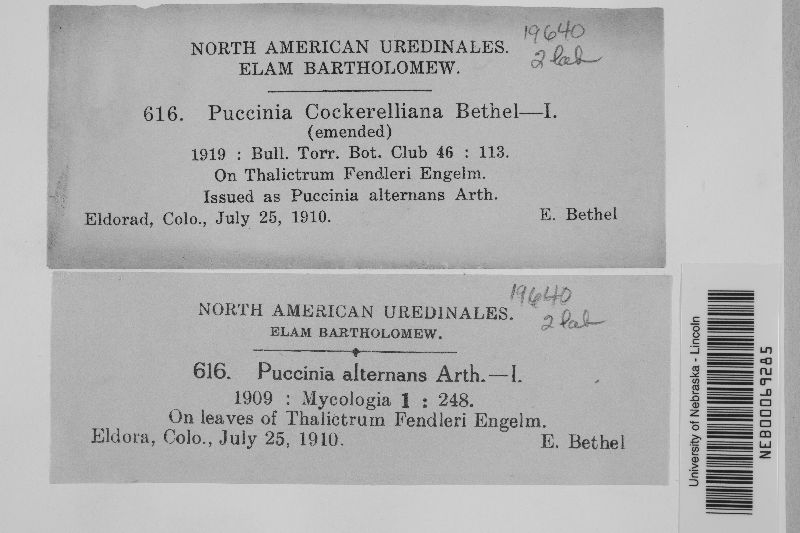 19640
2 lab
NORTH AMERICAN UREDINALES.
ELAM BARTHOLOMEW.
616. Puccinia Cockerelliana Bethel—I.
(emended)
1919 : Bull. Torr. Bot. Club 46 : 113.
On Thalictrum Fendleri Engelm.
Issued as Puccinia alternans Arth.
Eldorad, Colo., July 25, 1910. E. Bethel
19640
2 lab
NORTH AMERICAN UREDINALES.
ELAM BARTHOLOMEW.
616. Puccinia alternans Arth.—I.
1909 : Mycologia 1 : 248.
On leaves of Thalictrum Fendleri Engelm.
Eldora, Colo., July 25, 1910. E. Bethel
University of Nebraska - Lincoln
NEB00069285